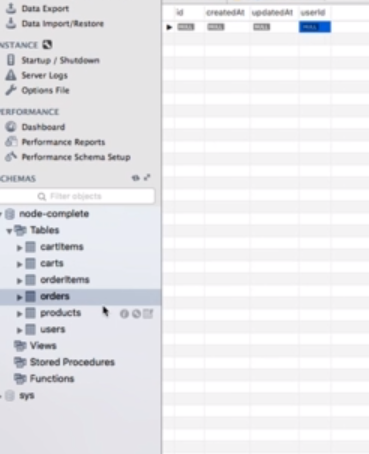 Data Export
Data Import/Restore
NSTANCE
Startup / Shutdown
Server Logs
Options File
ERFORMANCE
Dashboard
Performance Reports
Performance Schema Setup
CHEMAS
Filter objects
node-complete
Tables
cartItems
carts
orderItems
orders
products
users
Views
Stored Procedures
Functions
sys
id createdAt updatedAt userId
NULL NULL NULL NULL